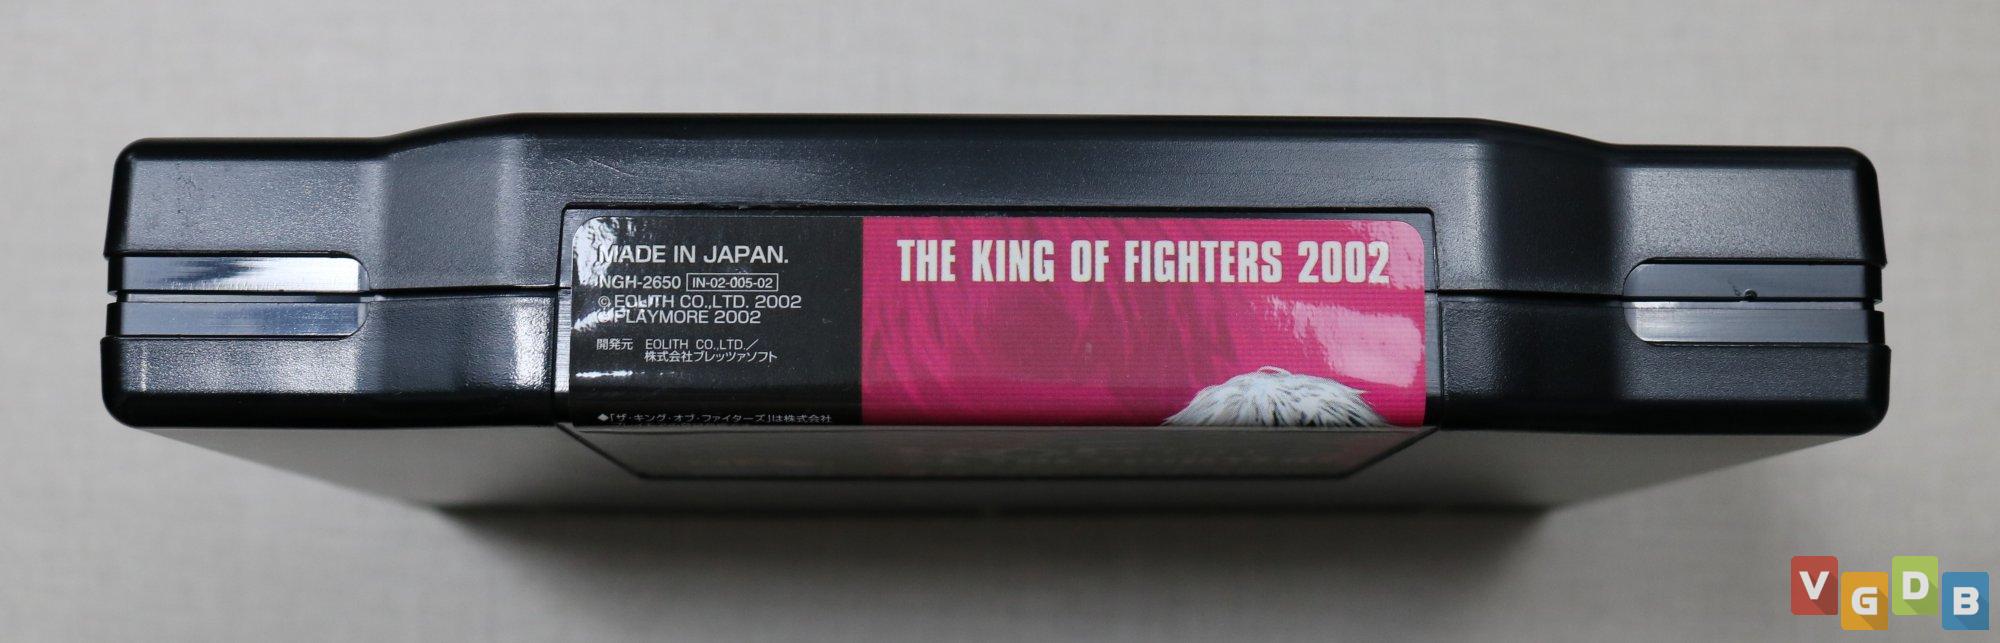 MADE IN JAPAN.
NGH-2650 IN-02-005-02
© EOLITH CO.,LTD. 2002
© PLAYMORE 2002
開発元 EOLITH CO.,LTD.／
株式会社ブレッツァソフト
◆「ザ・キング・オブ・ファイターズ」は株式会社
THE KING OF FIGHTERS 2002
VGDB